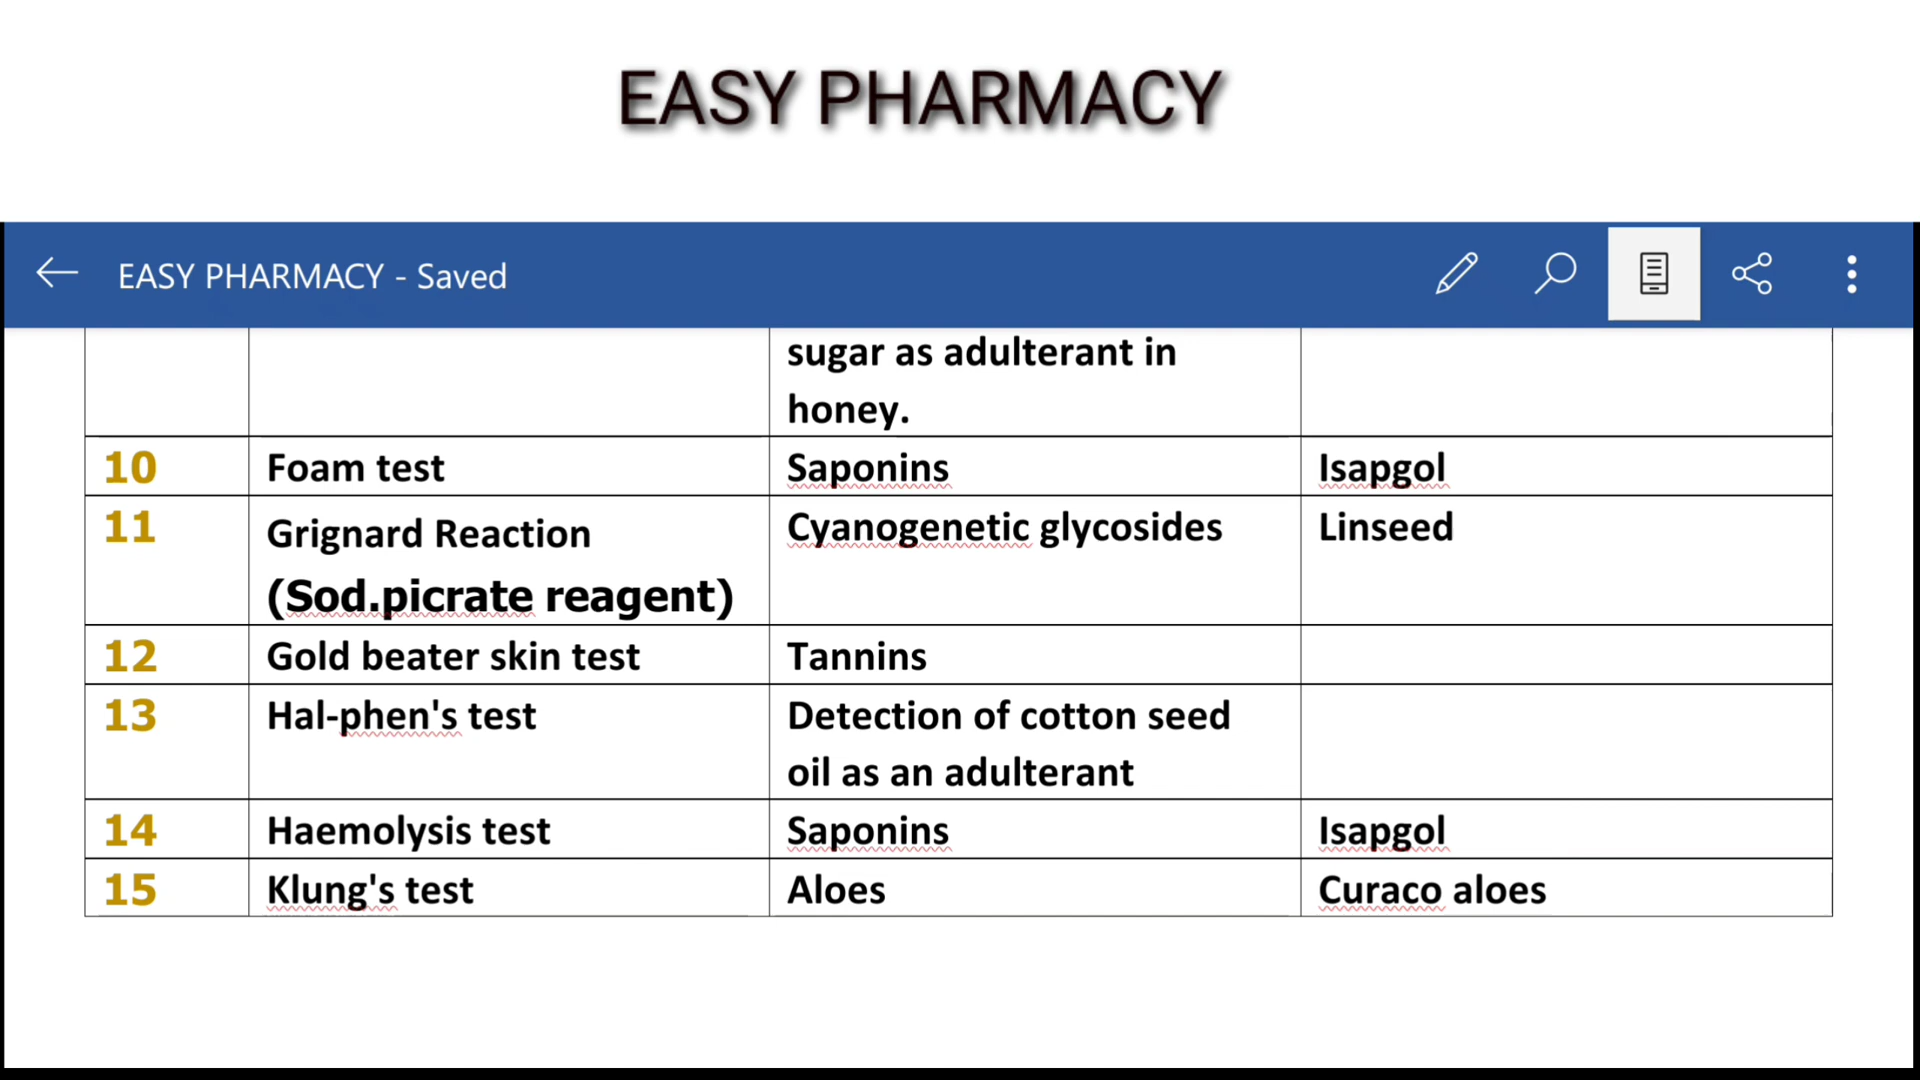 EASY PHARMACY
EASY PHARMACY - Saved
sugar as adulterant in
honey.
10 Foam test Saponins Isapgol
11 Grignard Reaction Cyanogenetic glycosides Linseed
(Sod.picrate reagent)
12 Gold beater skin test Tannins
13 Hal-phen's test Detection of cotton seed
oil as an adulterant
14 Haemolysis test Saponins Isapgol
15 Klung's test Aloes Curaco aloes